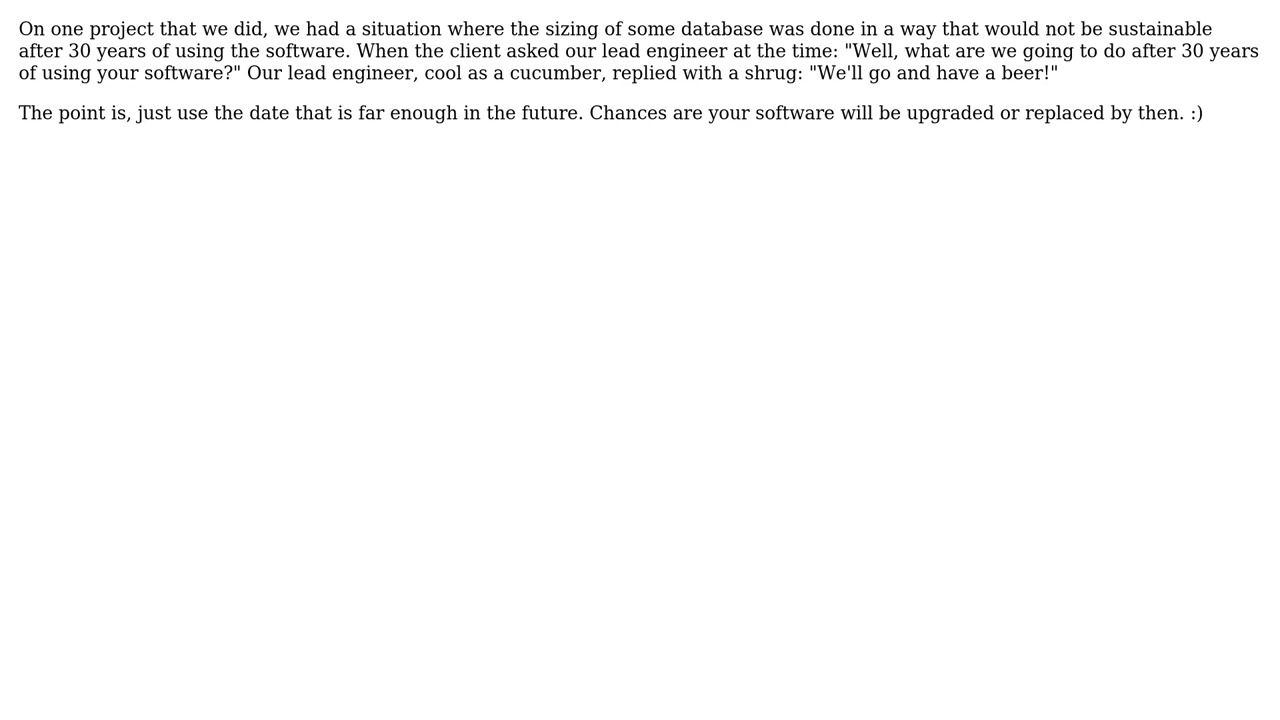 On one project that we did, we had a situation where the sizing of some database was done in a way that would not be sustainable
after 30 years of using the software. When the client asked our lead engineer at the time: "Well, what are we going to do after 30 years
of using your software?" Our lead engineer, cool as a cucumber, replied with a shrug: "We'll go and have a beer!"
The point is, just use the date that is far enough in the future. Chances are your software will be upgraded or replaced by then. :)